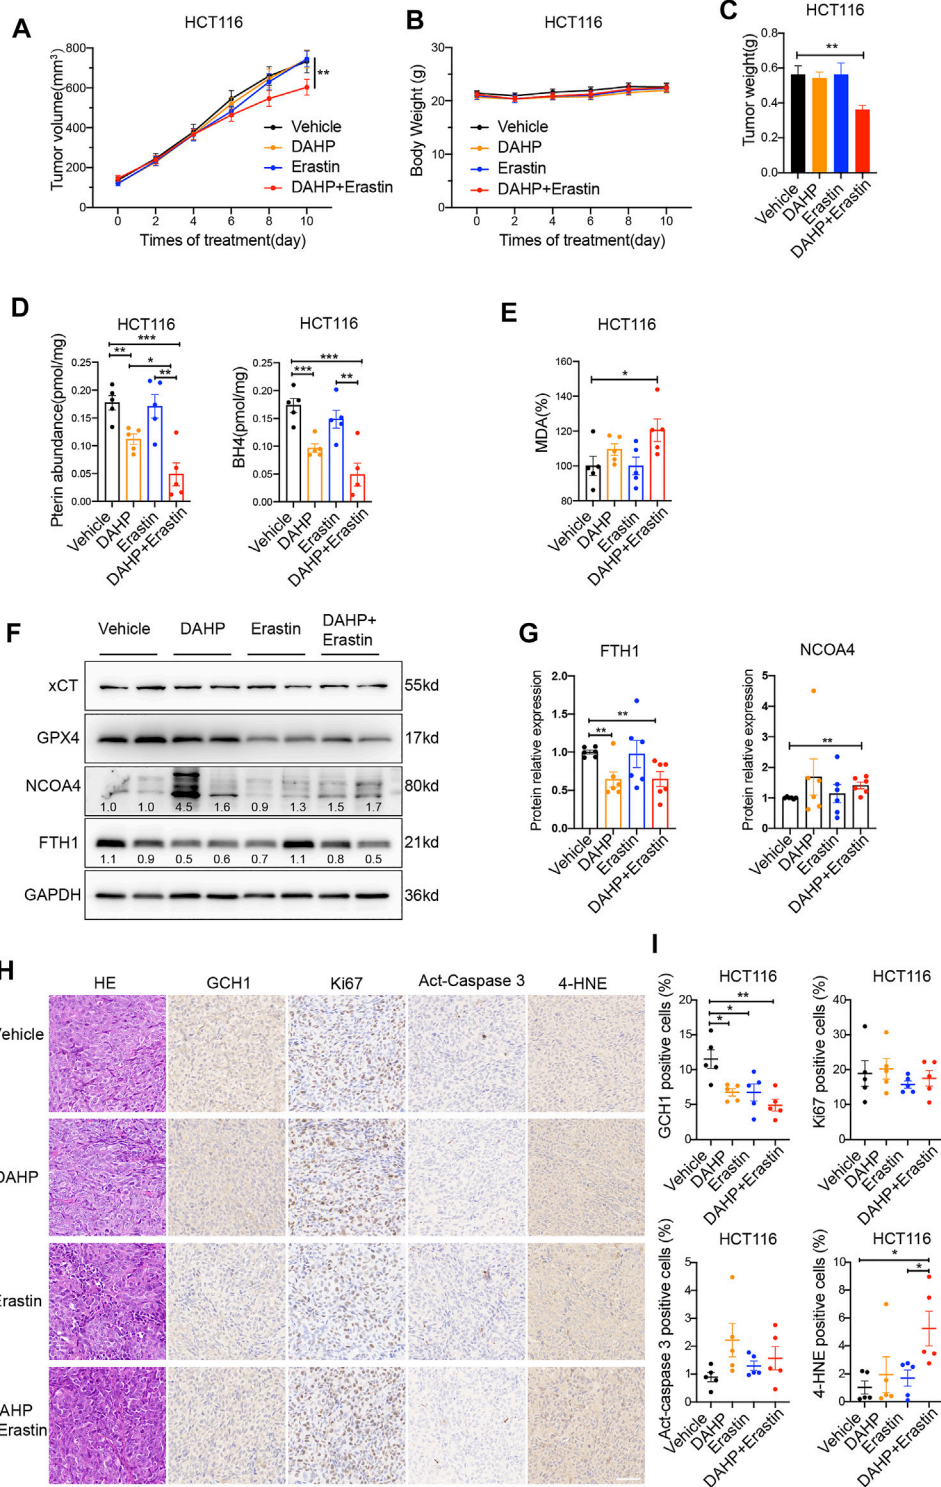 A
HCT116
Tumor volume(mm³)
800
600
400
200
0
0 2 4 6 8 10
Times of treatment(day)
Vehicle
DAHP
Erastin
DAHP+Erastin
**
B
HCT116
Body Weight (g)
30
20
10
0
0 2 4 6 8 10
Times of treatment(day)
Vehicle
DAHP
Erastin
DAHP+Erastin
C
HCT116
Tumor weight(g)
0.8
0.6
0.4
0.2
0.0
**
Vehicle
DAHP
Erastin
DAHP+Erastin
D
HCT116
Pterin abundance(pmol/mg)
***
** *
**
0.25
0.20
0.15
0.10
0.05
0.00
Vehicle
DAHP
Erastin
DAHP+Erastin
HCT116
BH4(pmol/mg)
***
*** **
0.25
0.20
0.15
0.10
0.05
0.00
Vehicle
DAHP
Erastin
DAHP+Erastin
E
HCT116
MDA(%)
160
140
120
100
80
*
Vehicle
DAHP
Erastin
DAHP+Erastin
F
Vehicle DAHP Erastin DAHP+
Erastin
xCT 55kd
GPX4 17kd
NCOA4 80kd
1.0 1.0 4.5 1.6 0.9 1.3 1.5 1.7
FTH1 21kd
1.1 0.9 0.5 0.6 0.7 1.1 0.8 0.5
GAPDH 36kd
G
FTH1
Protein relative expression
2.0
1.5
1.0
0.5
0.0
**
**
Vehicle
DAHP
Erastin
DAHP+Erastin
NCOA4
Protein relative expression
5
4
3
2
1
0
**
Vehicle
DAHP
Erastin
DAHP+Erastin
H
HE GCH1 Ki67 Act-Caspase 3 4-HNE
Vehicle
DAHP
Erastin
DAHP
+Erastin
I
HCT116
GCH1 positive cells (%)
20
15
10
5
0
**
*
*
Vehicle
DAHP
Erastin
DAHP+Erastin
HCT116
Ki67 positive cells (%)
40
30
20
10
0
Vehicle
DAHP
Erastin
DAHP+Erastin
HCT116
Act-caspase 3 positive cells (%)
5
4
3
2
1
0
Vehicle
DAHP
Erastin
DAHP+Erastin
HCT116
4-HNE positive cells (%)
10
8
6
4
2
0
*
*
Vehicle
DAHP
Erastin
DAHP+Erastin